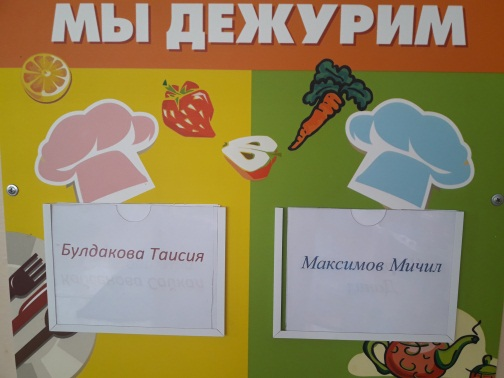 МЫ ДЕЖУРИМ
Булдакова Таисия
Максимов Мичил